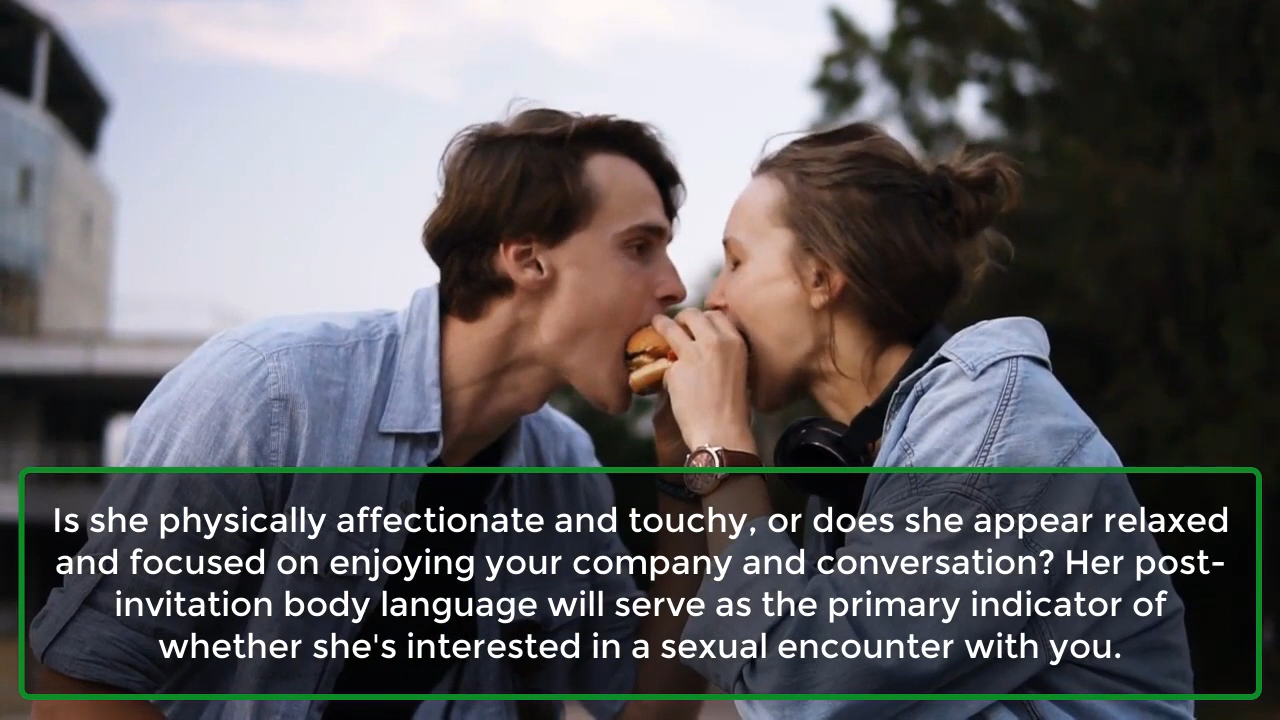 Is she physically affectionate and touchy, or does she appear relaxed
and focused on enjoying your company and conversation? Her post-
invitation body language will serve as the primary indicator of
whether she's interested in a sexual encounter with you.